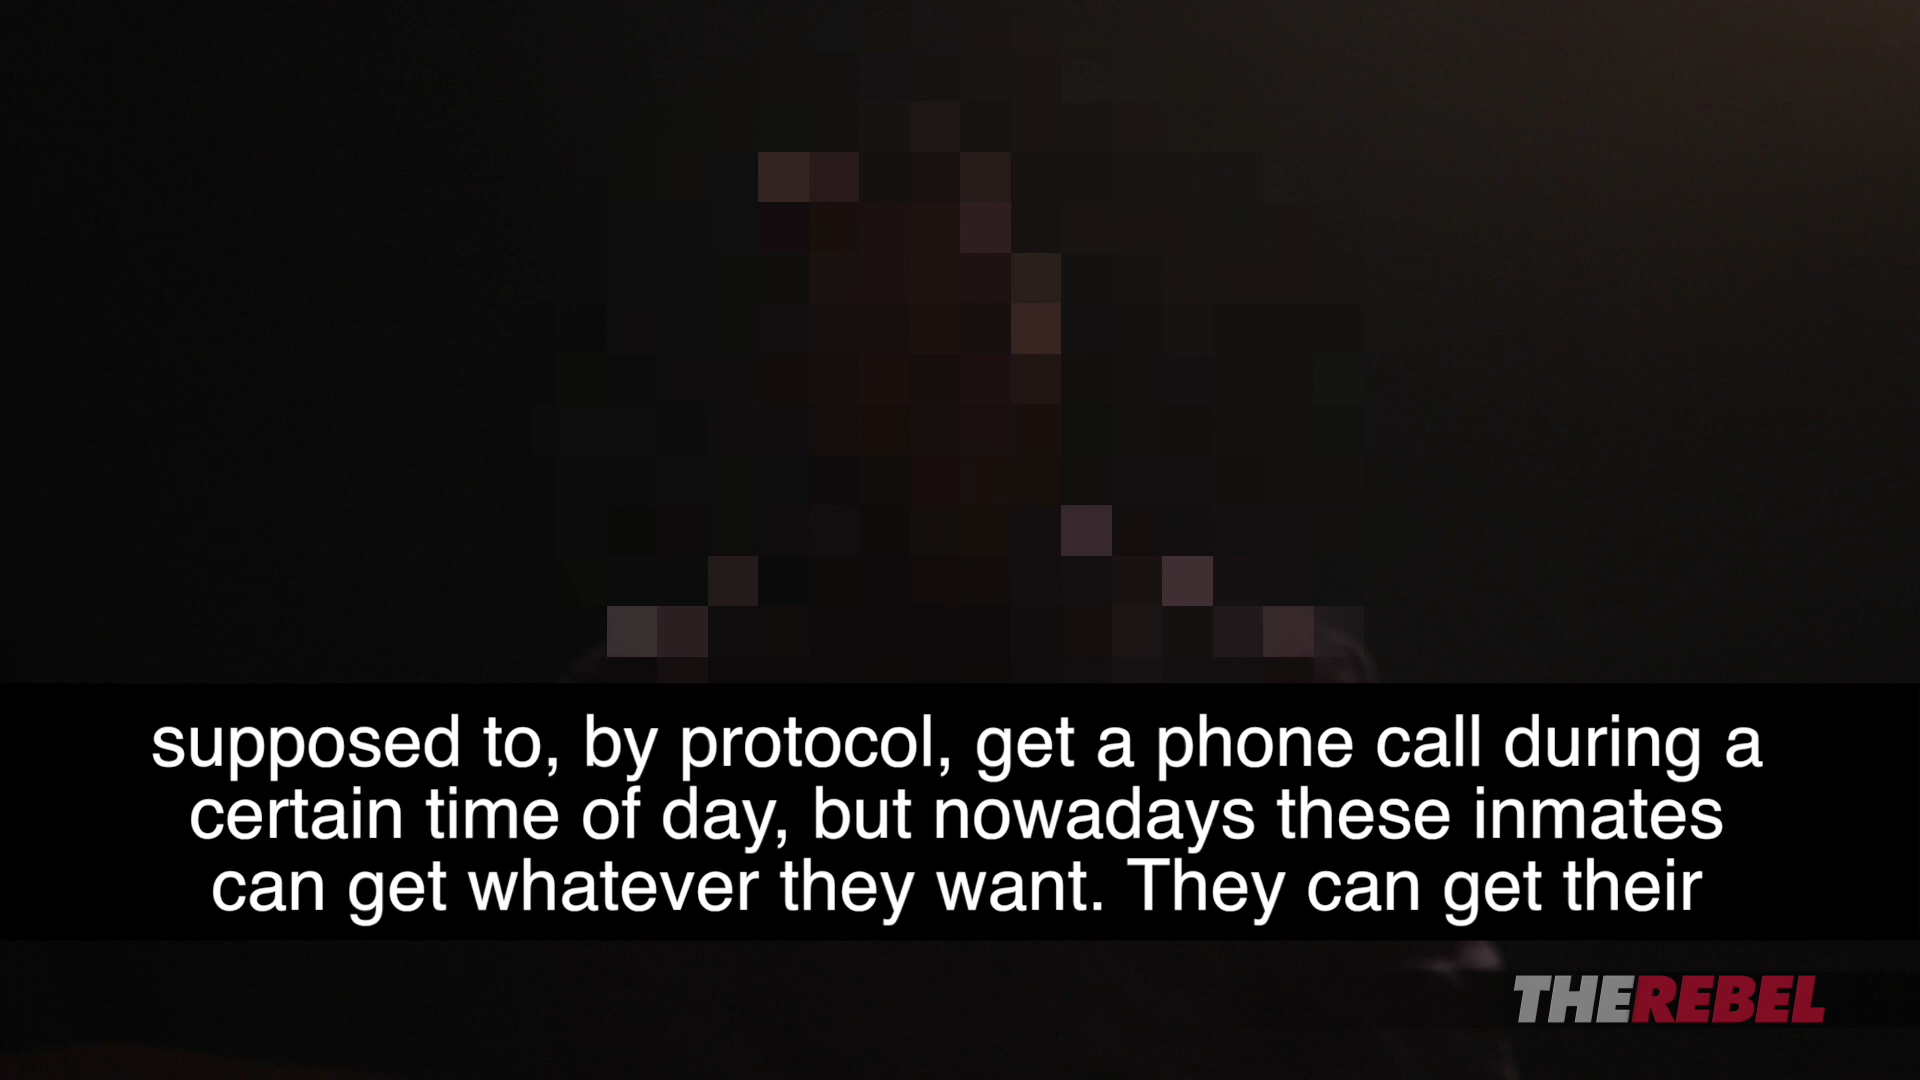 supposed to, by protocol, get a phone call during a
certain time of day, but nowadays these inmates
can get whatever they want. They can get their
THEREBEL